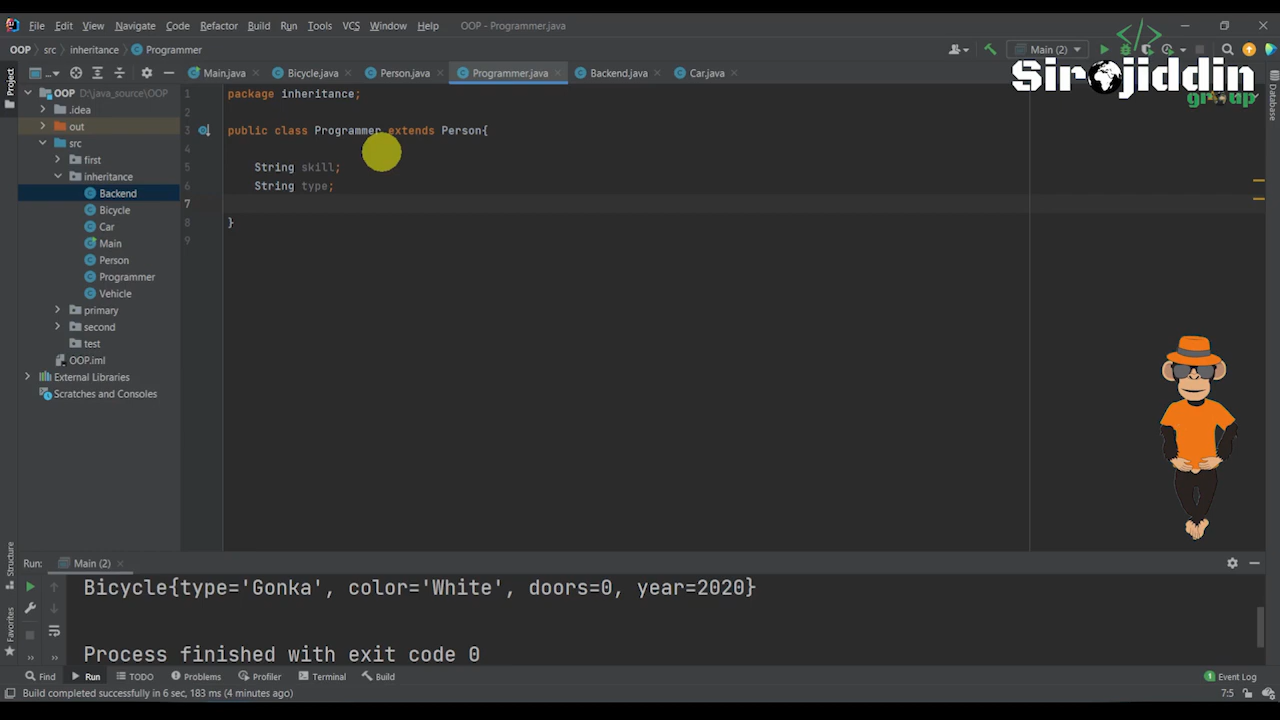 File Edit View Navigate Code Refactor Build Run Tools VCS Window Help OOP - Programmer.java
OOP src inheritance Programmer Main (2)
Sirojiddin
group
Project
...
Main.java Bicycle.java Person.java Programmer.java Backend.java Car.java
OOP D:\java_source\OOP
.idea
out
src
first
inheritance
Backend
Bicycle
Car
Main
Person
Programmer
Vehicle
primary
second
test
OOP.iml
External Libraries
Scratches and Consoles
1 package inheritance;
2
3 public class Programmer extends Person{
4
5 String skill;
6 String type;
7
8 }
9
Database
Structure
Favorites
Run: Main (2)
Bicycle{type='Gonka', color='White', doors=0, year=2020}
Process finished with exit code 0
Find Run TODO Problems Profiler Terminal Build 1 Event Log
Build completed successfully in 6 sec, 183 ms (4 minutes ago) 7:5